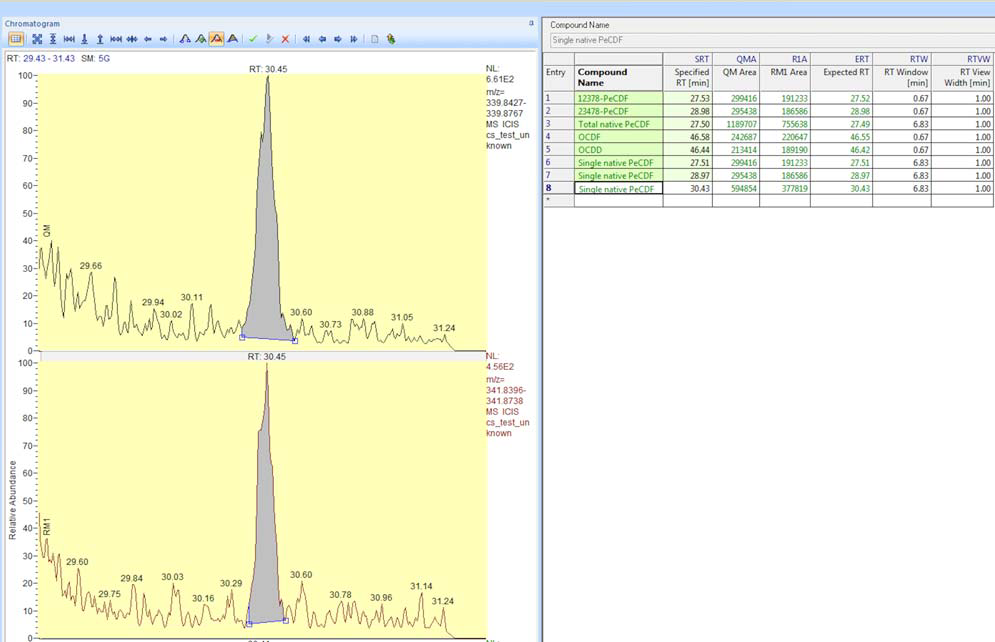 Chromatogram
RT: 29.43 - 31.43 SM: 5G
RT: 30.45
100
90
80
70
60
50
40
30
20
10
0
QM
29.66
29.94
30.02
30.11
30.60
30.73
30.88
31.05
31.24
NL:
6.61E2
m/z=
339.8427-
339.8767
MS ICIS
cs_test_un
known
RT: 30.45
100
90
80
70
60
50
40
30
20
10
0
Relative Abundance
RM1
29.60
29.75
29.84
30.03
30.16
30.29
30.60
30.78
30.96
31.14
31.24
NL:
4.56E2
m/z=
341.8396-
341.8738
MS ICIS
cs_test_un
known
Compound Name
Single native PeCDF
SRT QMA R1A ERT RTW RTVW
Entry Compound Name Specified RT [min] QM Area RM1 Area Expected RT RT Window [min] RT View Width [min]
1 12378-PeCDF 27.53 299416 191233 27.52 0.67 1.00
2 23478-PeCDF 28.98 295438 186586 28.98 0.67 1.00
3 Total native PeCDF 27.50 1189707 755638 27.49 6.83 1.00
4 OCDF 46.58 242687 220647 46.55 0.67 1.00
5 OCDD 46.44 213414 189190 46.42 0.67 1.00
6 Single native PeCDF 27.51 299416 191233 27.51 6.83 1.00
7 Single native PeCDF 28.97 295438 186586 28.97 6.83 1.00
8 Single native PeCDF 30.43 594854 377819 30.43 6.83 1.00
*